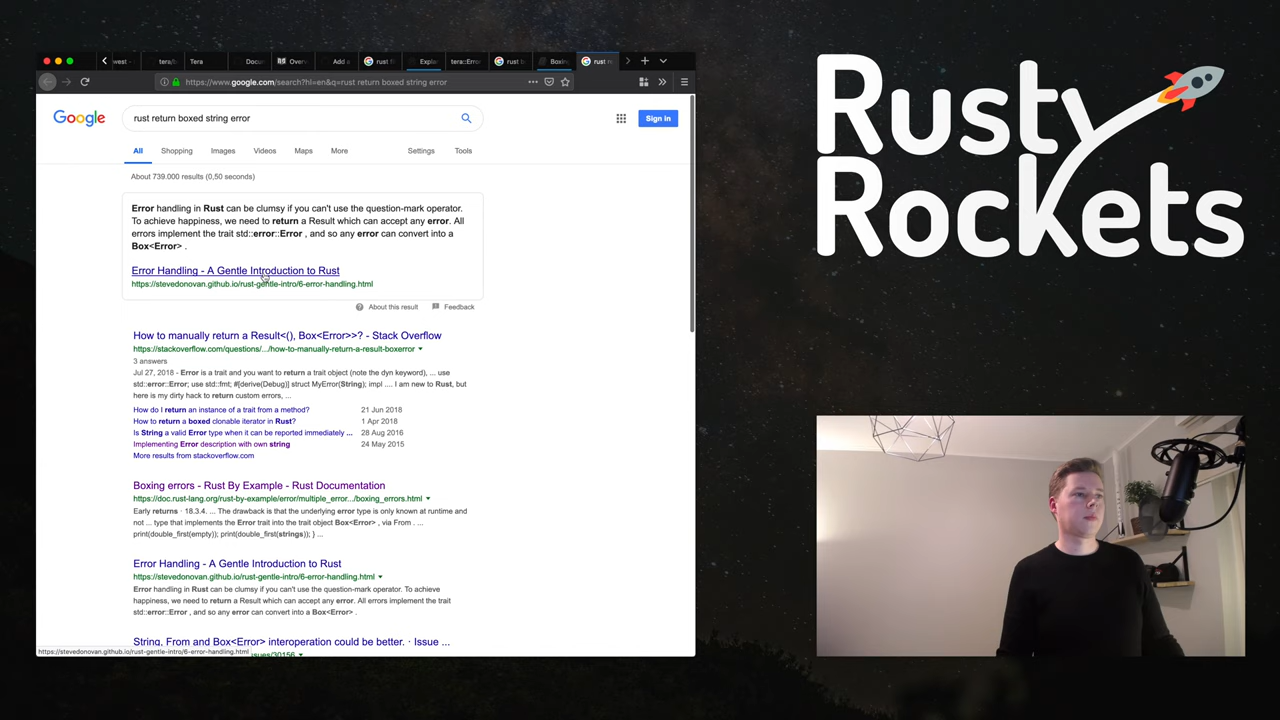 west - tera/b Tera Docu Overv Add a rust f Explai tera::Error rust to Boxing rust re
https://www.google.com/search?hl=en&q=rust return boxed string error
Google
rust return boxed string error
Sign in
All Shopping Images Videos Maps More Settings Tools
About 739.000 results (0,50 seconds)
Error handling in Rust can be clumsy if you can't use the question-mark operator.
To achieve happiness, we need to return a Result which can accept any error. All
errors implement the trait std::error::Error , and so any error can convert into a
Box<Error> .
Error Handling - A Gentle Introduction to Rust
https://stevedonovan.github.io/rust-gentle-intro/6-error-handling.html
About this result Feedback
How to manually return a Result<(), Box<Error>>? - Stack Overflow
https://stackoverflow.com/questions/.../how-to-manually-return-a-result-boxerror
3 answers
Jul 27, 2018 - Error is a trait and you want to return a trait object (note the dyn keyword), ... use
std::error::Error; use std::fmt; #[derive(Debug)] struct MyError(String); impl .... I am new to Rust, but
here is my dirty hack to return custom errors, ...
How do I return an instance of a trait from a method? 21 Jun 2018
How to return a boxed clonable iterator in Rust? 1 Apr 2018
Is String a valid Error type when it can be reported immediately ... 28 Aug 2016
Implementing Error description with own string 24 May 2015
More results from stackoverflow.com
Boxing errors - Rust By Example - Rust Documentation
https://doc.rust-lang.org/rust-by-example/error/multiple_error.../boxing_errors.html
Early returns · 18.3.4. ... The drawback is that the underlying error type is only known at runtime and
not ... type that implements the Error trait into the trait object Box<Error> , via From . ...
print(double_first(empty)); print(double_first(strings)); } ...
Error Handling - A Gentle Introduction to Rust
https://stevedonovan.github.io/rust-gentle-intro/6-error-handling.html
Error handling in Rust can be clumsy if you can't use the question-mark operator. To achieve
happiness, we need to return a Result which can accept any error. All errors implement the trait
std::error::Error , and so any error can convert into a Box<Error> .
String, From and Box<Error> interoperation could be better. · Issue ...
https://stevedonovan.github.io/rust-gentle-intro/6-error-handling.html
sues/30156
Rusty
Rockets